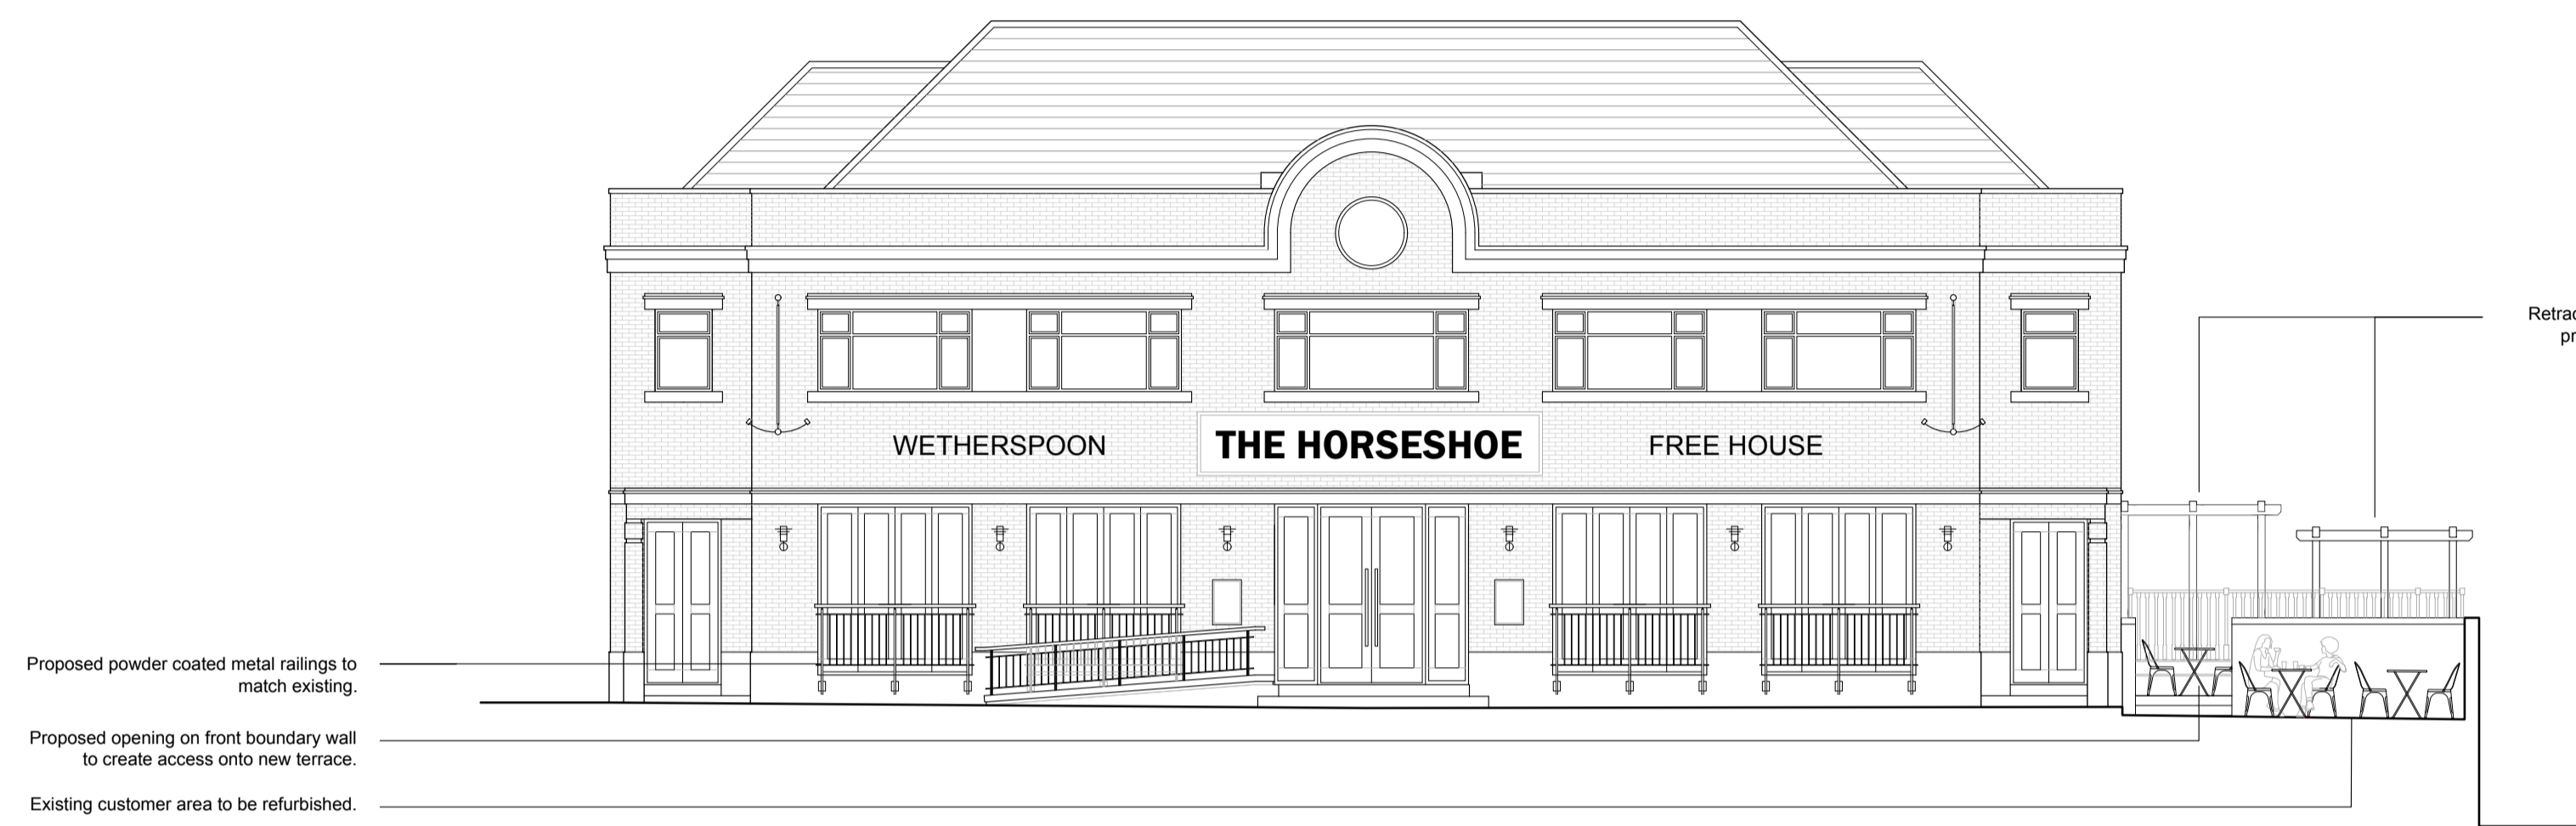 Retrac
pr
WETHERSPOON
THE HORSESHOE
FREE HOUSE
Proposed powder coated metal railings to
match existing.
Proposed opening on front boundary wall
to create access onto new terrace.
Existing customer area to be refurbished.